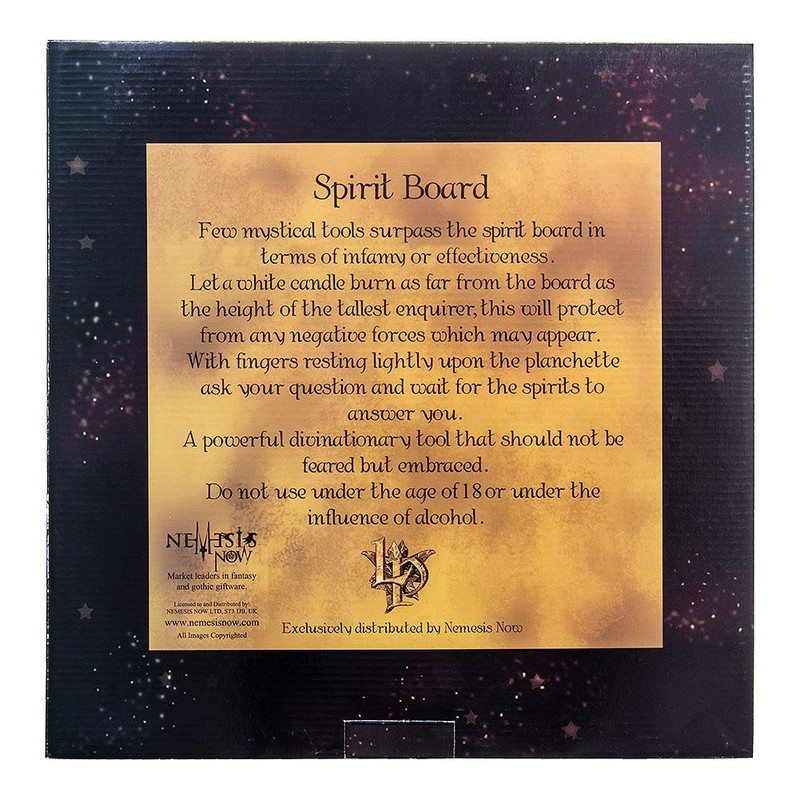 Spirit Board
Few mystical tools surpass the spirit board in
terms of infamy or effectiveness.
Let a white candle burn as far from the board as
the height of the tallest enquirer, this will protect
from any negative forces which may appear.
With fingers resting lightly upon the planchette
ask your question and wait for the spirits to
answer you.
A powerful divinationary tool that should not be
feared but embraced.
Do not use under the age of 18 or under the
influence of alcohol.
NEMESIS
NOW
Market leaders in fantasy
and gothic giftware.
Licensed to and Distributed by:
NEMESIS NOW LTD, ST3 1JB, UK
www.nemesisnow.com
All Images Copyrighted
LP
Exclusively distributed by Nemesis Now